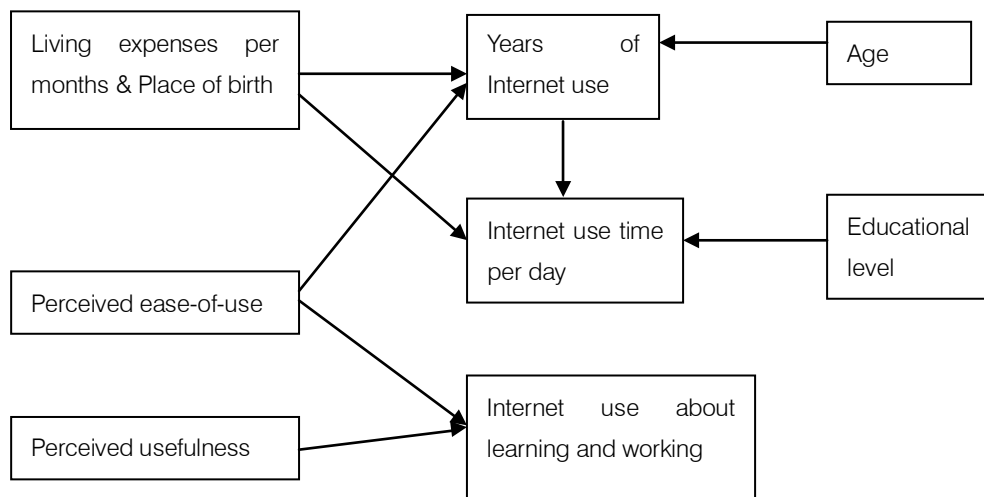 Living expenses per
months & Place of birth
Years of
Internet use
Age
Internet use time
per day
Educational
level
Perceived ease-of-use
Internet use about
learning and working
Perceived usefulness